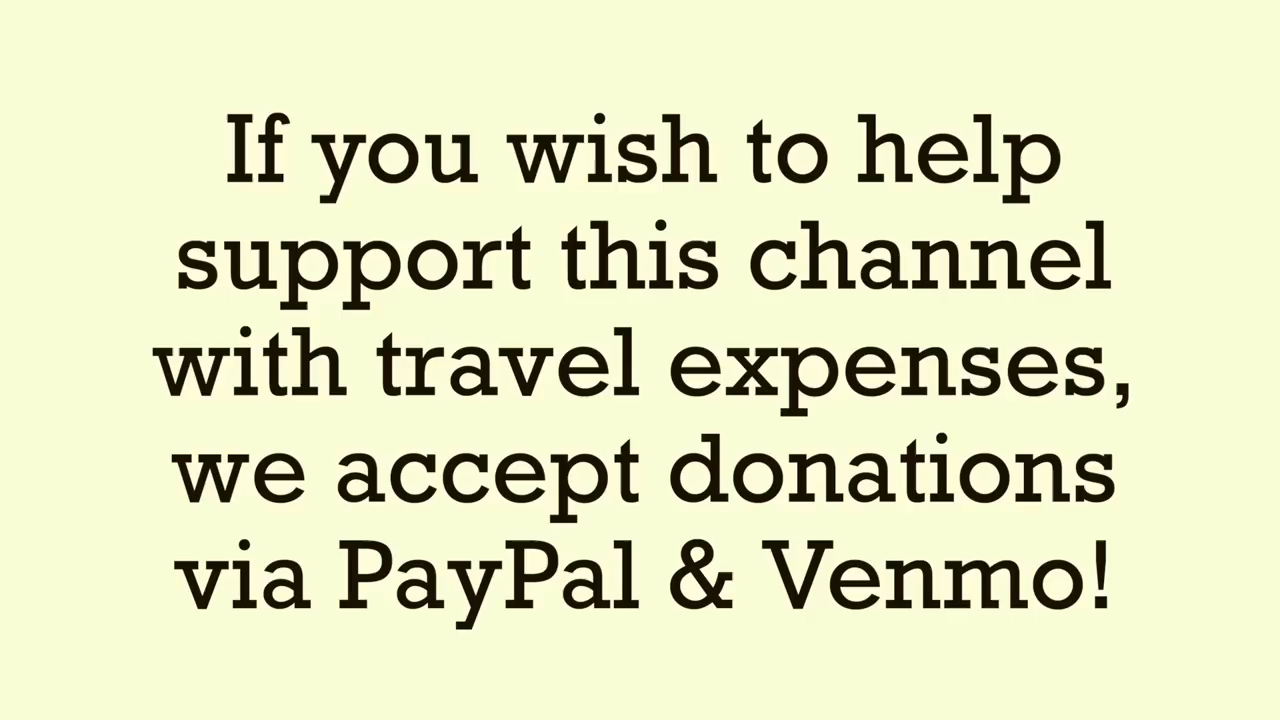 If you wish to help
support this channel
with travel expenses,
we accept donations
via PayPal & Venmo!